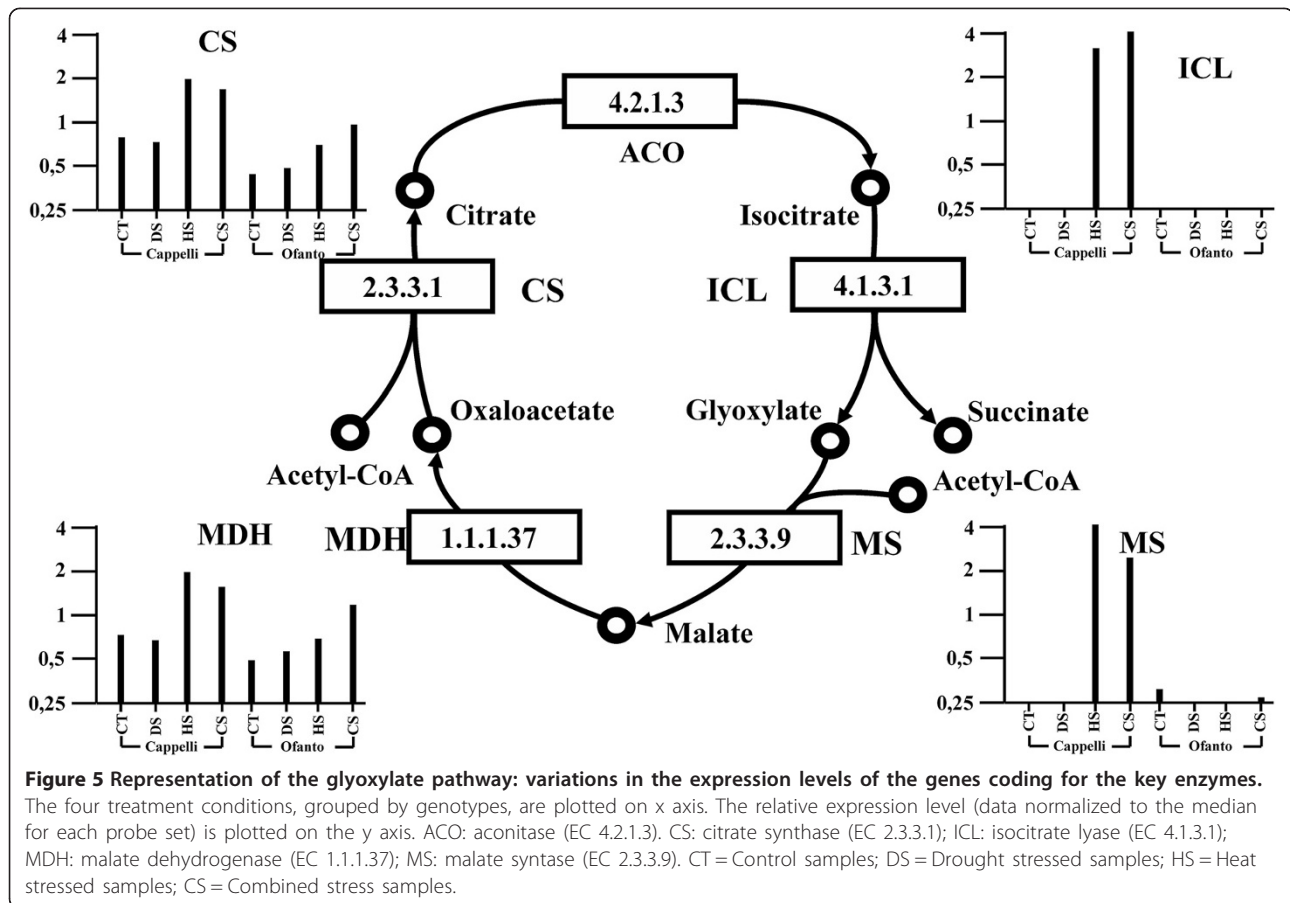 CS
4
2
1
0,5
0,25
CT
DS
HS
CS
CT
DS
HS
CS
Cappelli
Ofanto
4.2.1.3
ACO
ICL
4
2
1
0,5
0,25
CT
DS
HS
CS
CT
DS
HS
CS
Cappelli
Ofanto
Citrate
Isocitrate
2.3.3.1
CS
ICL
4.1.3.1
Oxaloacetate
Glyoxylate
Succinate
Acetyl-CoA
Acetyl-CoA
MDH
4
2
1
0,5
0,25
CT
DS
HS
CS
CT
DS
HS
CS
Cappelli
Ofanto
MDH
1.1.1.37
2.3.3.9
MS
Malate
MS
4
2
1
0,5
0,25
CT
DS
HS
CS
CT
DS
HS
CS
Cappelli
Ofanto
Figure 5 Representation of the glyoxylate pathway: variations in the expression levels of the genes coding for the key enzymes.
The four treatment conditions, grouped by genotypes, are plotted on x axis. The relative expression level (data normalized to the median
for each probe set) is plotted on the y axis. ACO: aconitase (EC 4.2.1.3). CS: citrate synthase (EC 2.3.3.1); ICL: isocitrate lyase (EC 4.1.3.1);
MDH: malate dehydrogenase (EC 1.1.1.37); MS: malate syntase (EC 2.3.3.9). CT = Control samples; DS = Drought stressed samples; HS = Heat
stressed samples; CS = Combined stress samples.